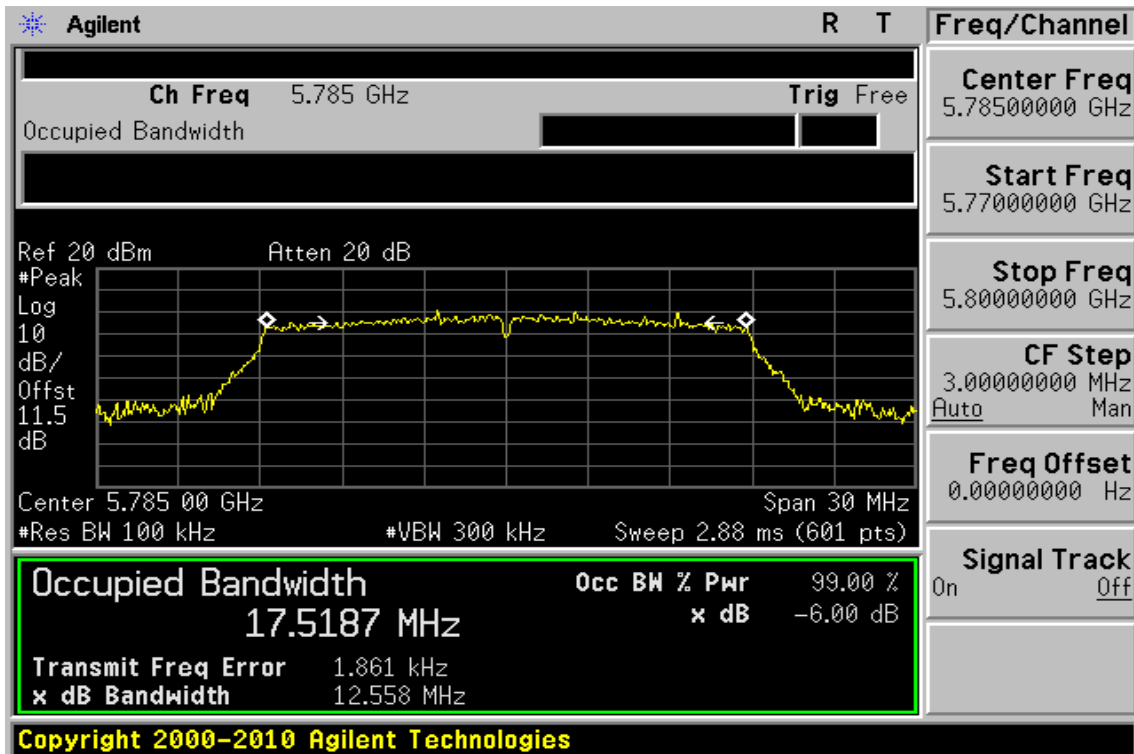 Agilent R T
Ch Freq 5.785 GHz Trig Free
Occupied Bandwidth
Ref 20 dBm Atten 20 dB
#Peak
Log
10
dB/
Offst
11.5
dB
Center 5.785 00 GHz Span 30 MHz
#Res BW 100 kHz #VBW 300 kHz Sweep 2.88 ms (601 pts)
Occupied Bandwidth
17.5187 MHz
Occ BW % Pwr 99.00 %
x dB -6.00 dB
Transmit Freq Error 1.861 kHz
x dB Bandwidth 12.558 MHz
Copyright 2000-2010 Agilent Technologies
Freq/Channel
Center Freq
5.78500000 GHz
Start Freq
5.77000000 GHz
Stop Freq
5.80000000 GHz
CF Step
3.00000000 MHz
Auto Man
Freq Offset
0.00000000 Hz
Signal Track
On Off